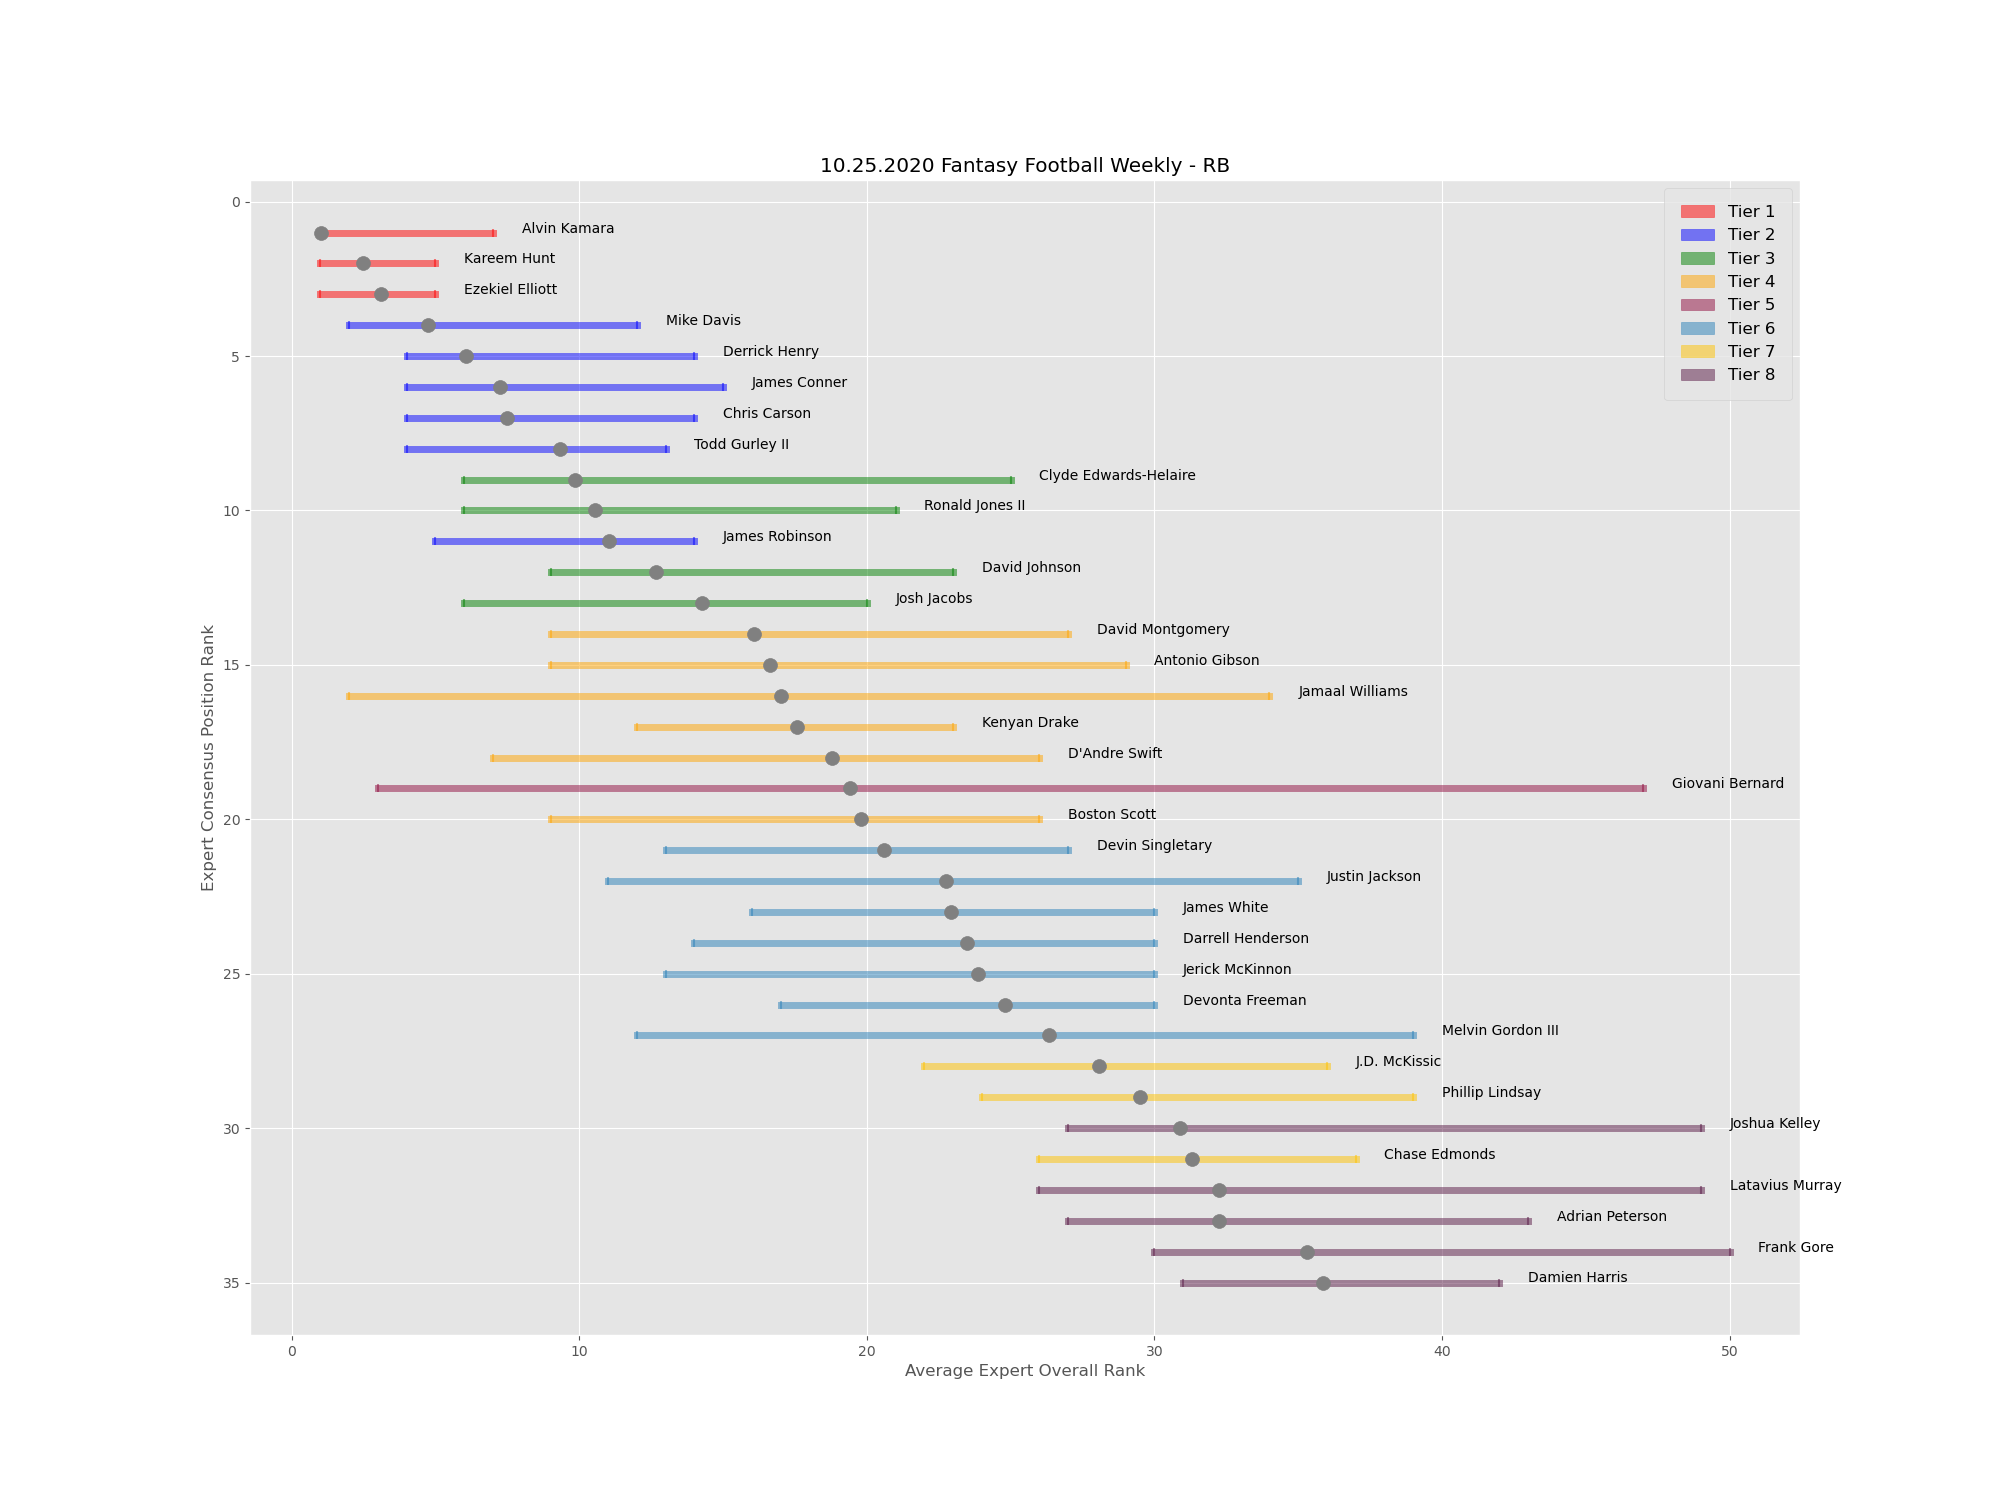 10.25.2020 Fantasy Football Weekly - RB
Tier 1
Tier 2
Tier 3
Tier 4
Tier 5
Tier 6
Tier 7
Tier 8
Expert Consensus Position Rank
0
5
10
15
20
25
30
35
Alvin Kamara
Kareem Hunt
Ezekiel Elliott
Mike Davis
Derrick Henry
James Conner
Chris Carson
Todd Gurley II
Clyde Edwards-Helaire
Ronald Jones II
James Robinson
David Johnson
Josh Jacobs
David Montgomery
Antonio Gibson
Jamaal Williams
Kenyan Drake
D'Andre Swift
Giovani Bernard
Boston Scott
Devin Singletary
Justin Jackson
James White
Darrell Henderson
Jerick McKinnon
Devonta Freeman
Melvin Gordon III
J.D. McKissic
Phillip Lindsay
Joshua Kelley
Chase Edmonds
Latavius Murray
Adrian Peterson
Frank Gore
Damien Harris
0 10 20 30 40 50
Average Expert Overall Rank